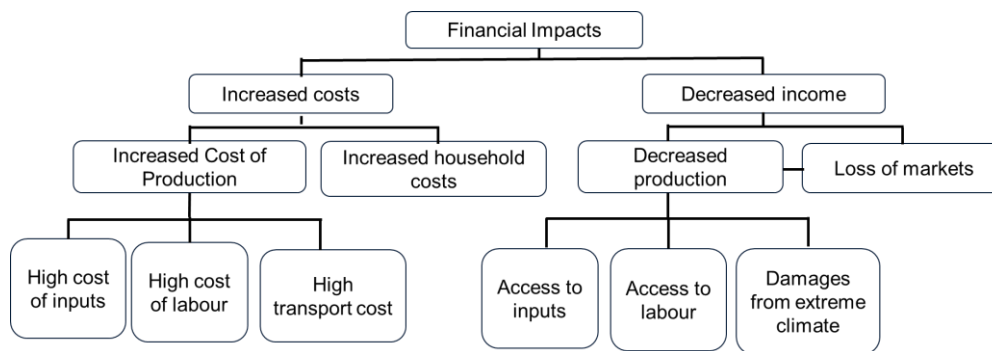 Financial Impacts
Increased costs
Decreased income
Increased Cost of
Production
Increased household
costs
Decreased
production
Loss of markets
High cost
of inputs
High cost
of labour
High
transport cost
Access to
inputs
Access to
labour
Damages
from extreme
climate